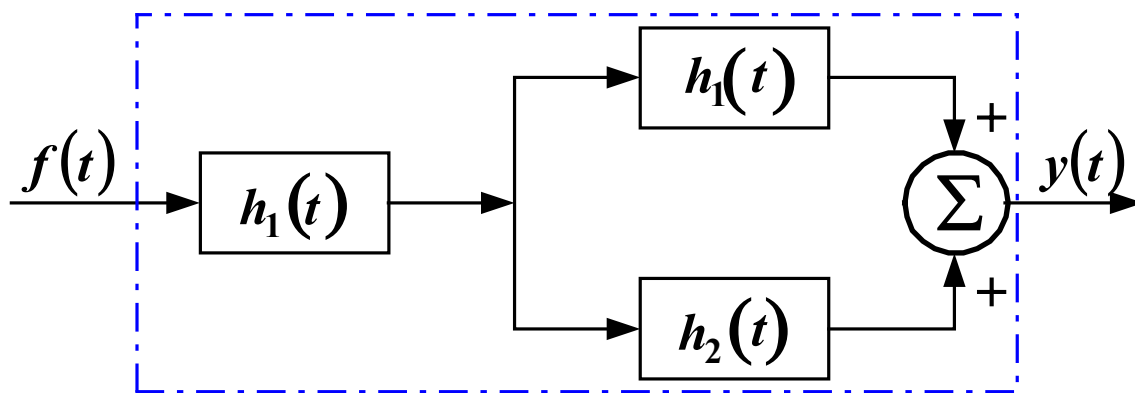 f(t)
h₁(t)
h₁(t)
+
Σ
y(t)
+
h₂(t)